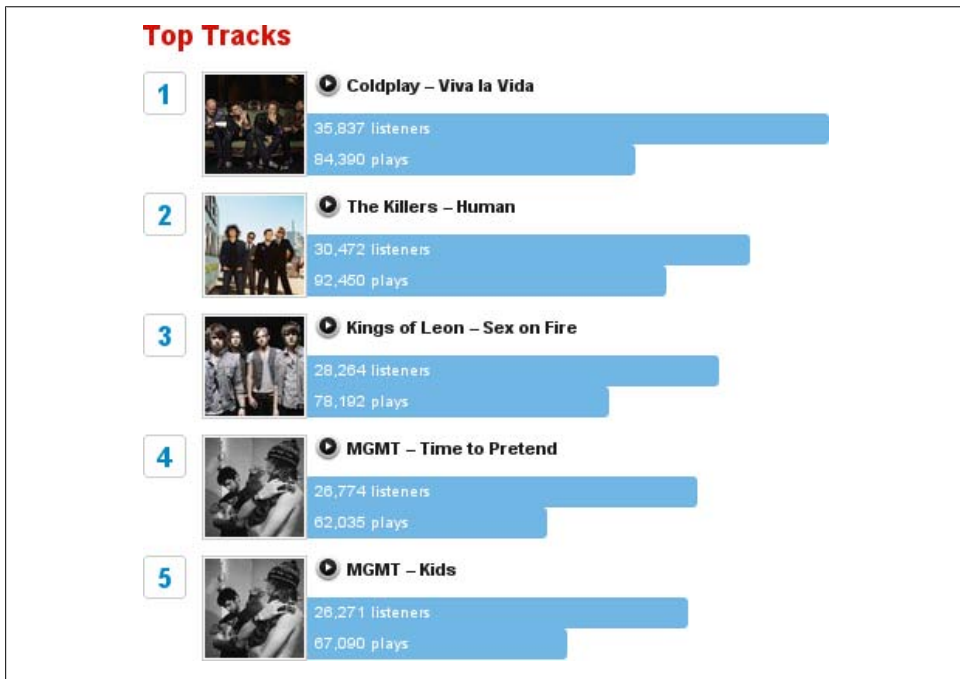 Top Tracks
1
Coldplay – Viva la Vida
35,837 listeners
84,390 plays
2
The Killers – Human
30,472 listeners
92,450 plays
3
Kings of Leon – Sex on Fire
28,264 listeners
78,192 plays
4
MGMT – Time to Pretend
26,774 listeners
62,035 plays
5
MGMT – Kids
26,271 listeners
67,090 plays